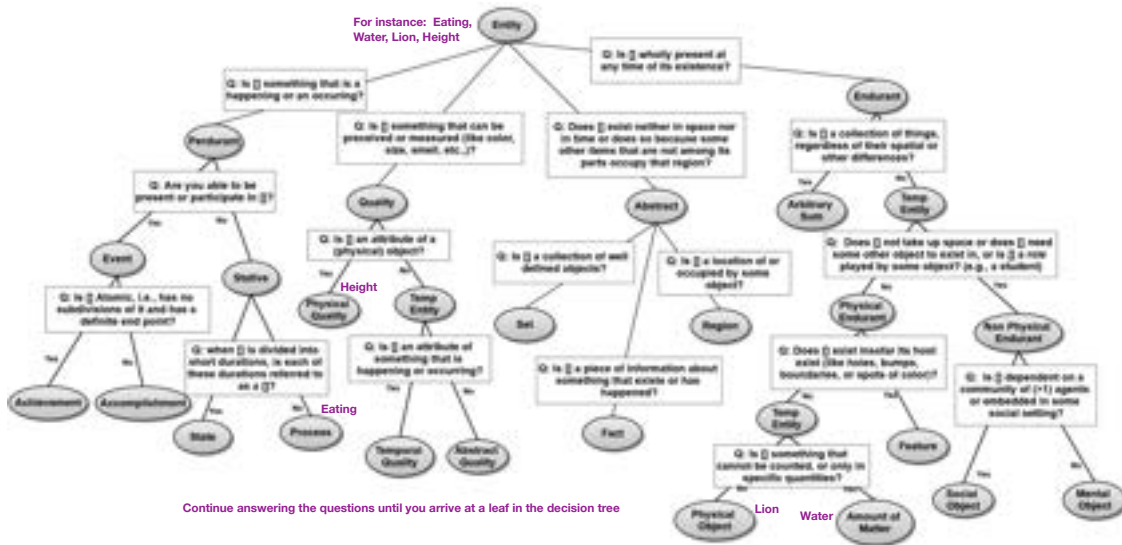 For instance: Eating,
Water, Lion, Height
Entity
Q: Is [] something that is a
happening or an occuring?
Q: Is [] wholly present at
any time of its existence?
Perdurant
Q: Is [] something that can be
perceived or measured (like color,
size, smell, etc.,)?
Q: Does [] exist neither in space nor
in time or does so because some
other items that are not among its
parts occupy that region?
Endurant
Q: Is [] a collection of things,
regardless of their spatial or
other differences?
Q: Are you able to be
present or participate in []?
Yes
No
Quality
Abstract
Yes
No
Arbitrary
Sum
Temp
Entity
Event
Stative
Q: Is [] an attribute of a
(physical) object?
Yes
No
Physical
Quality
Height
Temp
Entity
Q: Is [] a collection of well
defined objects?
Q: Is [] a location of or
occupied by some
object?
Set
Region
Q: Does [] not take up space or does [] need
some other object to exist in, or is [] a role
played by some object? (e.g., a student)
No
Yes
Physical
Endurant
Non Physical
Endurant
Q: Is [] Atomic, i.e., has no
subdivisions of it and has a
definite end point?
Yes
No
Achievement
Accomplishment
Q: when [] is divided into
short durations, is each of
these durations referred to
as a []?
Yes
No
State
Process
Eating
Q: Is [] an attribute of
something that is
happening or occurring?
Yes
No
Temporal
Quality
Abstract
Quality
Q: Is [] a piece of information about
something that exists or has
happened?
Fact
Q: Does [] exist insofar its host
exist (like holes, bumps,
boundaries, or spots of color)?
No
Yes
Temp
Entity
Feature
Q: Is [] something that
cannot be counted, or only in
specific quantities?
No
Yes
Physical
Object
Lion
Water
Amount of
Matter
Q: Is [] dependent on a
community of (>1) agents
or embedded in some
social setting?
Yes
No
Social
Object
Mental
Object
Continue answering the questions until you arrive at a leaf in the decision tree